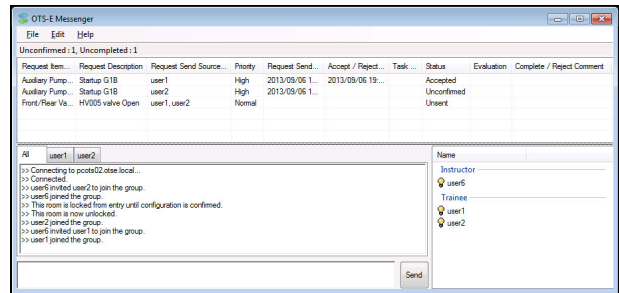 OTS-E Messenger
File Edit Help
Unconfirmed : 1, Uncompleted : 1
Request Item... Request Description Request Send Source... Priority Request Send... Accept / Reject... Task ... Status Evaluation Complete / Reject Comment
Auxiliary Pump... Startup G1B user1 High 2013/09/06 1... 2013/09/06 19:... Accepted
Auxiliary Pump... Startup G1B user2 High 2013/09/06 1... Unconfirmed
Front/Rear Va... HV005 valve Open user1, user2 Normal Unsent
All user1 user2
>> Connecting to pcots02.otse.local...
>> Connected.
>> user6 invited user2 to join the group.
>> user6 joined the group.
>> This room is locked from entry until configuration is confirmed.
>> This room is now unlocked.
>> user2 joined the group.
>> user6 invited user1 to join the group.
>> user1 joined the group.
Send
Name
Instructor
user6
Trainee
user1
user2